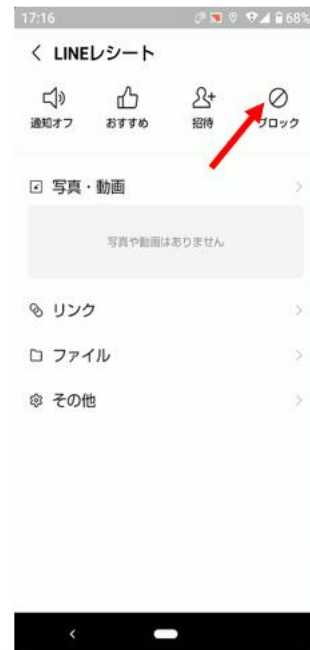 17:16
68%
LINEレシート
通知オフ おすすめ 招待 ブロック
写真・動画
写真や動画はありません
リンク
ファイル
その他